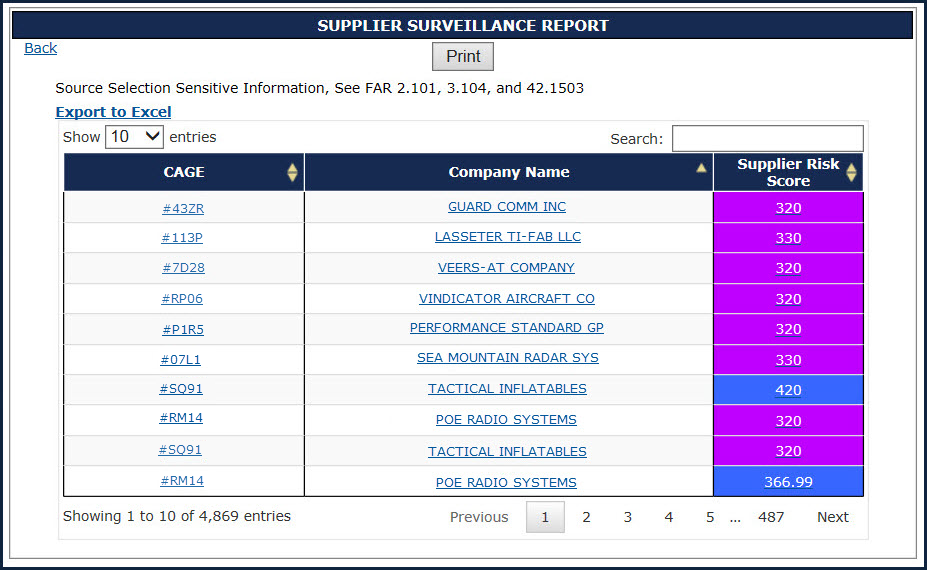 SUPPLIER SURVEILLANCE REPORT
Back
Print
Source Selection Sensitive Information, See FAR 2.101, 3.104, and 42.1503
Export to Excel
Show 10 entries Search:
CAGE Company Name Supplier Risk
Score
#43ZR GUARD COMM INC 320
#113P LASSETER TI-FAB LLC 330
#7D28 VEERS-AT COMPANY 320
#RP06 VINDICATOR AIRCRAFT CO 320
#P1R5 PERFORMANCE STANDARD GP 320
#07L1 SEA MOUNTAIN RADAR SYS 330
#SQ91 TACTICAL INFLATABLES 420
#RM14 POE RADIO SYSTEMS 320
#SQ91 TACTICAL INFLATABLES 320
#RM14 POE RADIO SYSTEMS 366.99
Showing 1 to 10 of 4,869 entries Previous 1 2 3 4 5 ... 487 Next